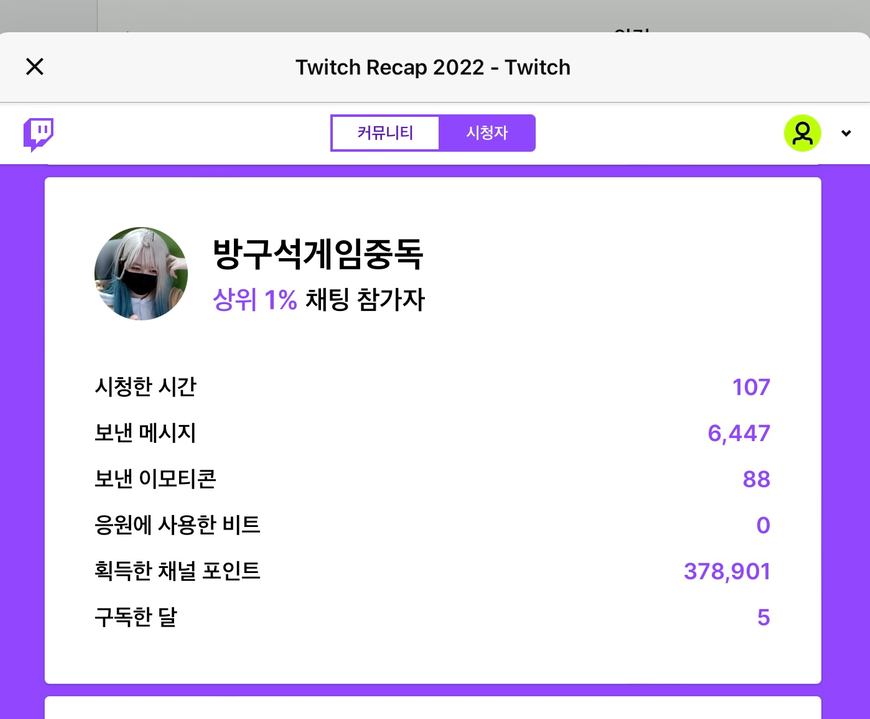 Twitch Recap 2022 - Twitch
커뮤니티
시청자
방구석게임중독
상위 1% 채팅 참가자
시청한 시간 107
보낸 메시지 6,447
보낸 이모티콘 88
응원에 사용한 비트 0
획득한 채널 포인트 378,901
구독한 달 5